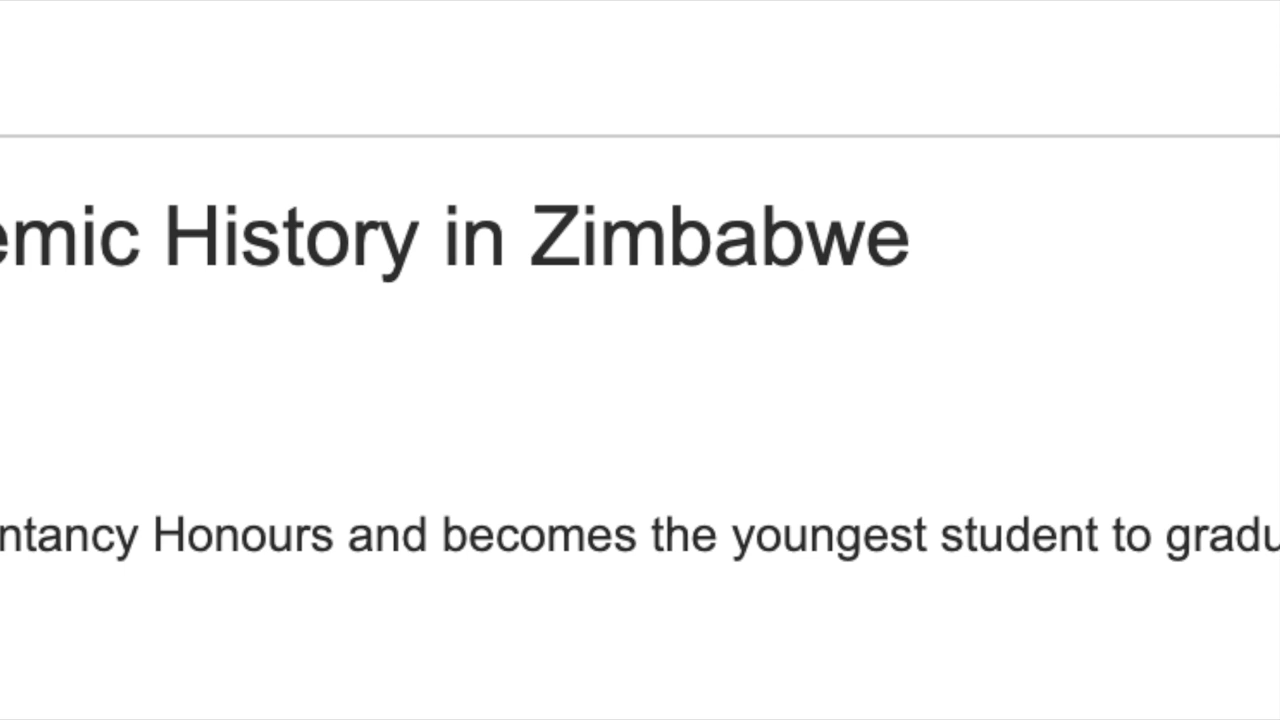 emic History in Zimbabwe
ntancy Honours and becomes the youngest student to gradu